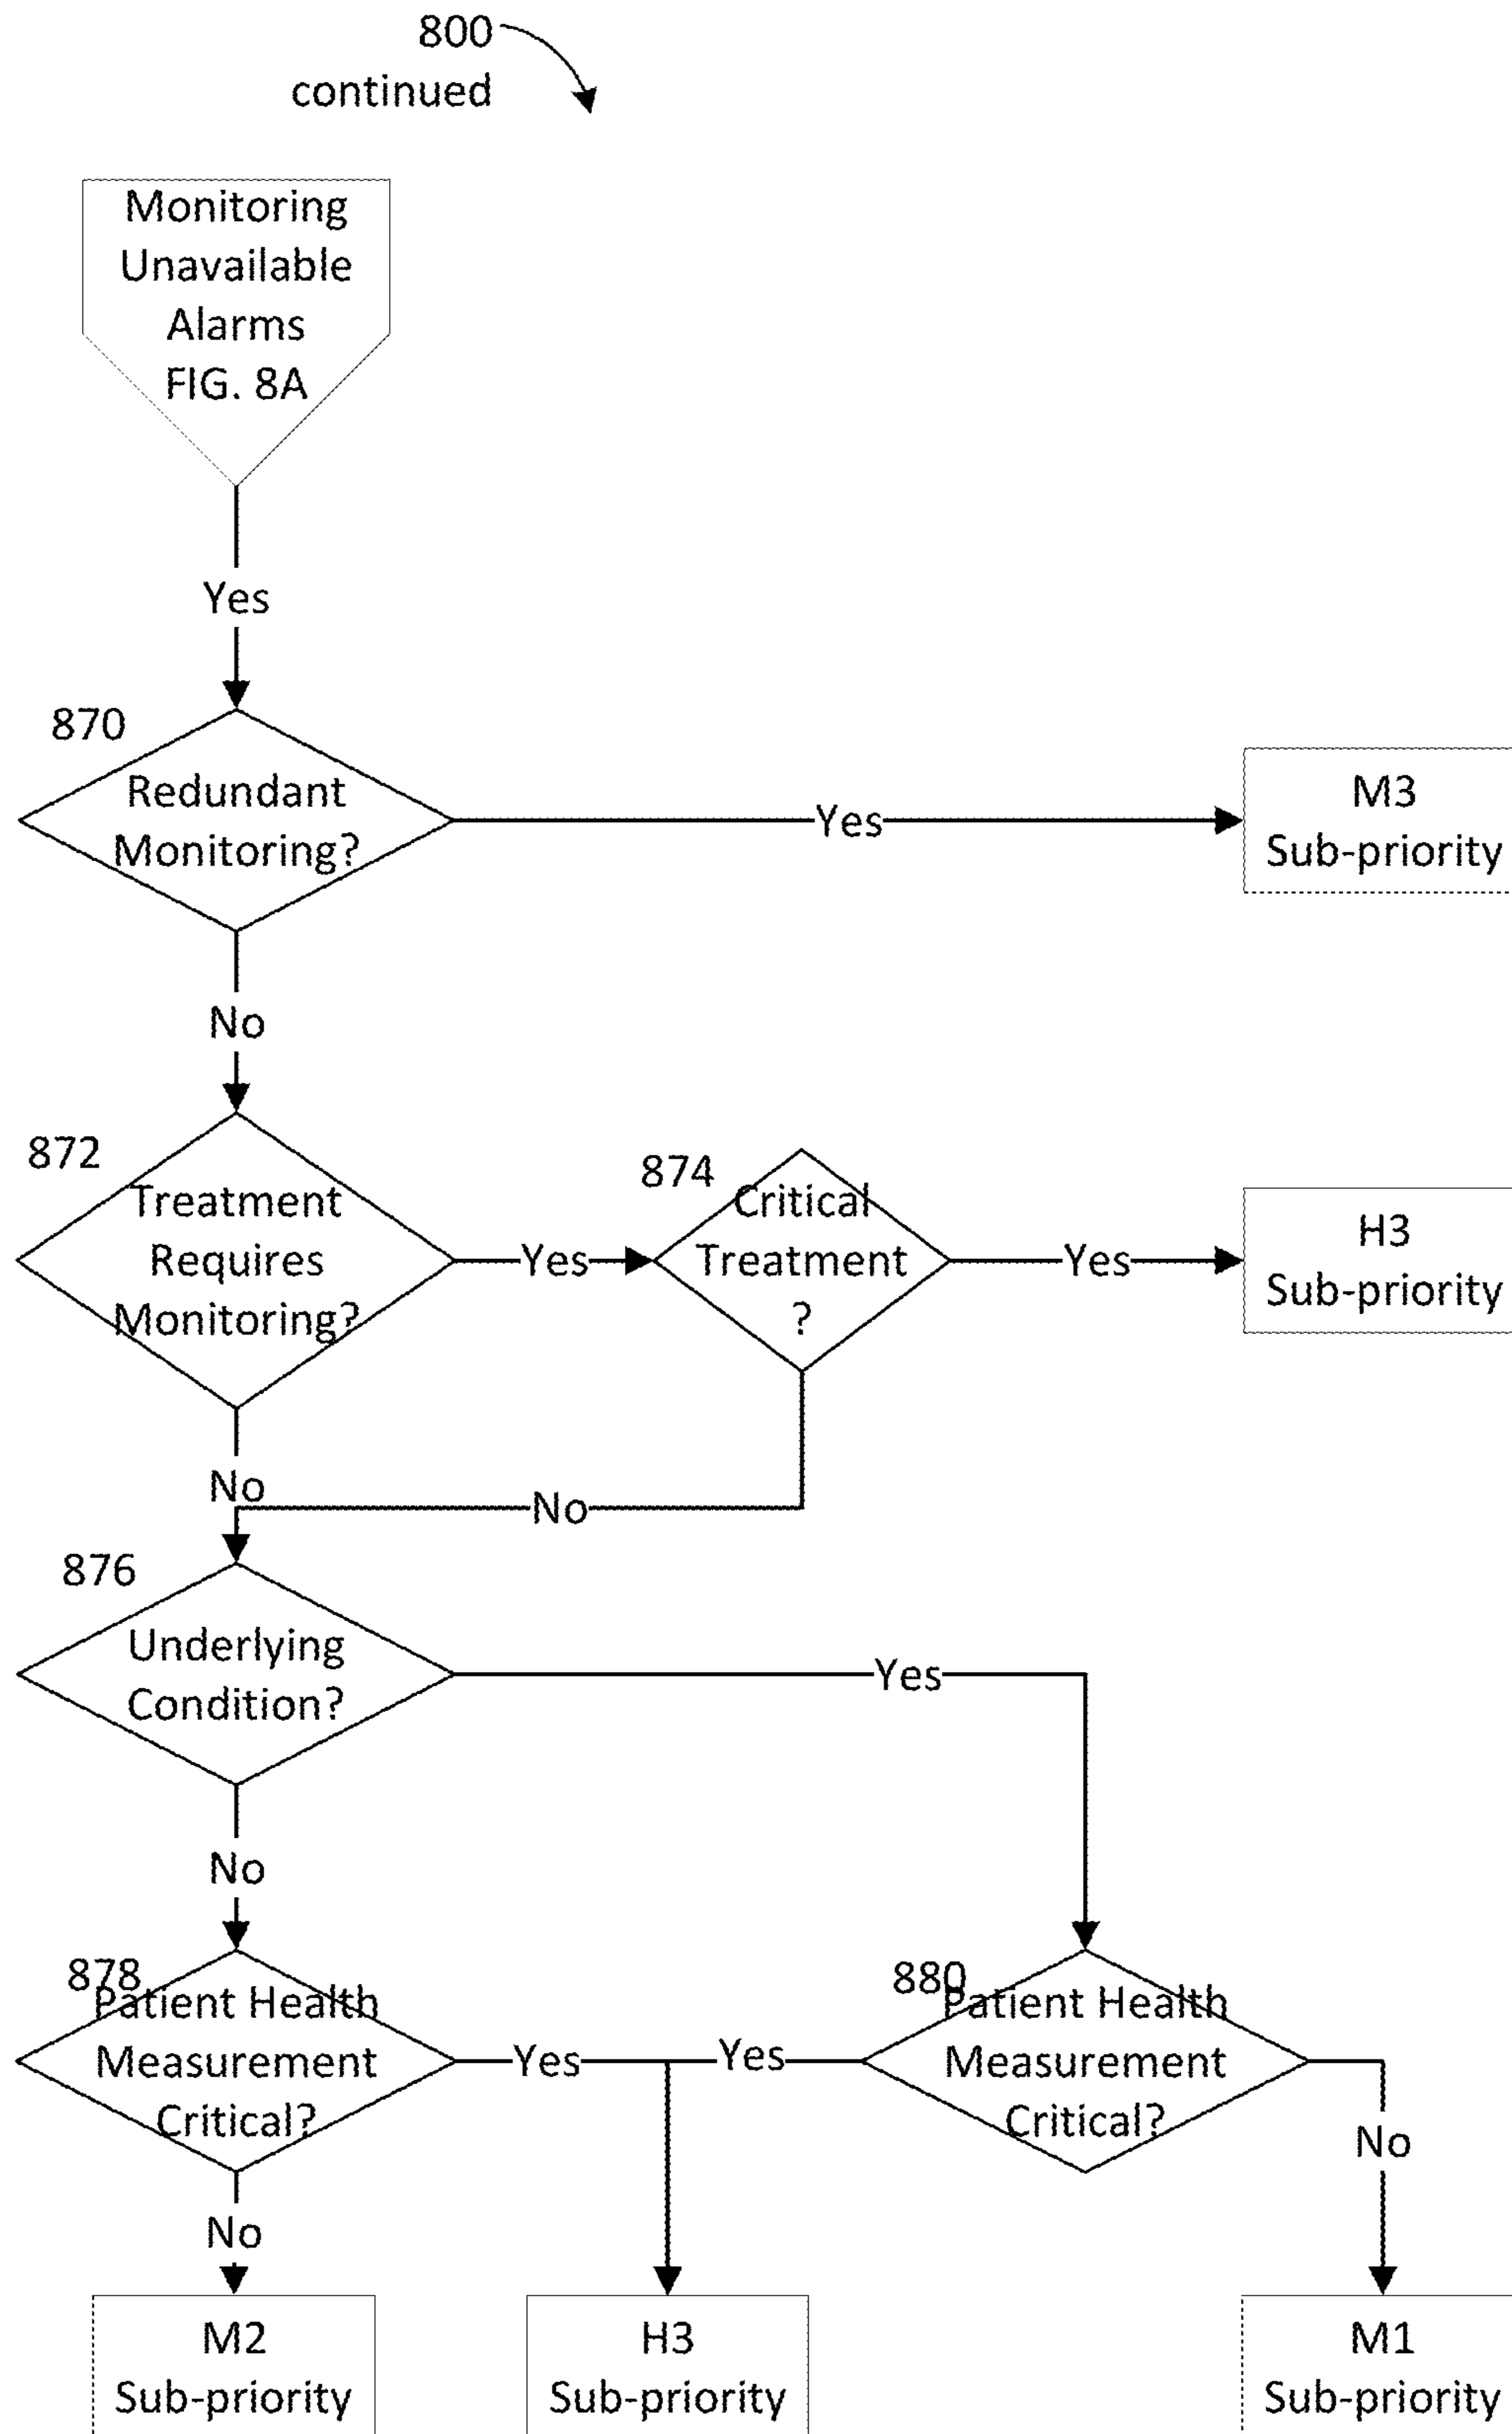 800
continued
Monitoring
Unavailable
Alarms
FIG. 8A
Yes
870
Redundant
Monitoring?
Yes
M3
Sub-priority
No
872
Treatment
Requires
Monitoring?
Yes
874
Critical
Treatment
?
Yes
H3
Sub-priority
No
No
876
Underlying
Condition?
Yes
No
878
Patient Health
Measurement
Critical?
Yes
Yes
880
Patient Health
Measurement
Critical?
No
No
M2
Sub-priority
H3
Sub-priority
M1
Sub-priority